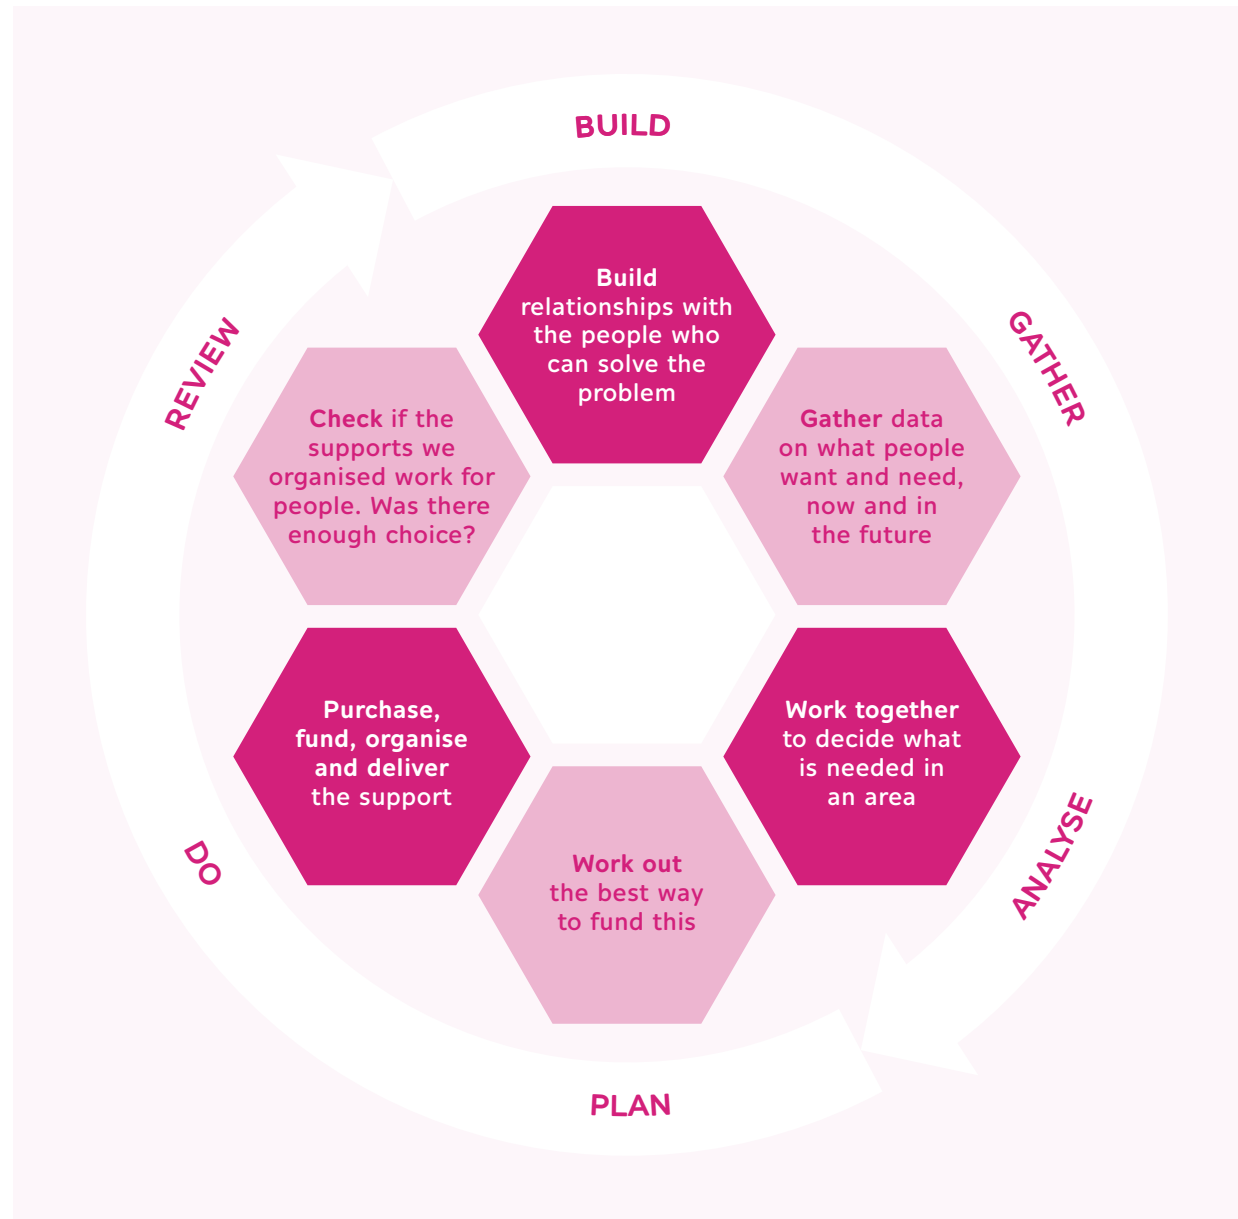 BUILD
Build
relationships with
the people who
can solve the
problem
GATHER
Gather data
on what people
want and need,
now and in
the future
ANALYSE
Work together
to decide what
is needed in
an area
PLAN
Work out
the best way
to fund this
DO
Purchase,
fund, organise
and deliver
the support
REVIEW
Check if the
supports we
organised work for
people. Was there
enough choice?